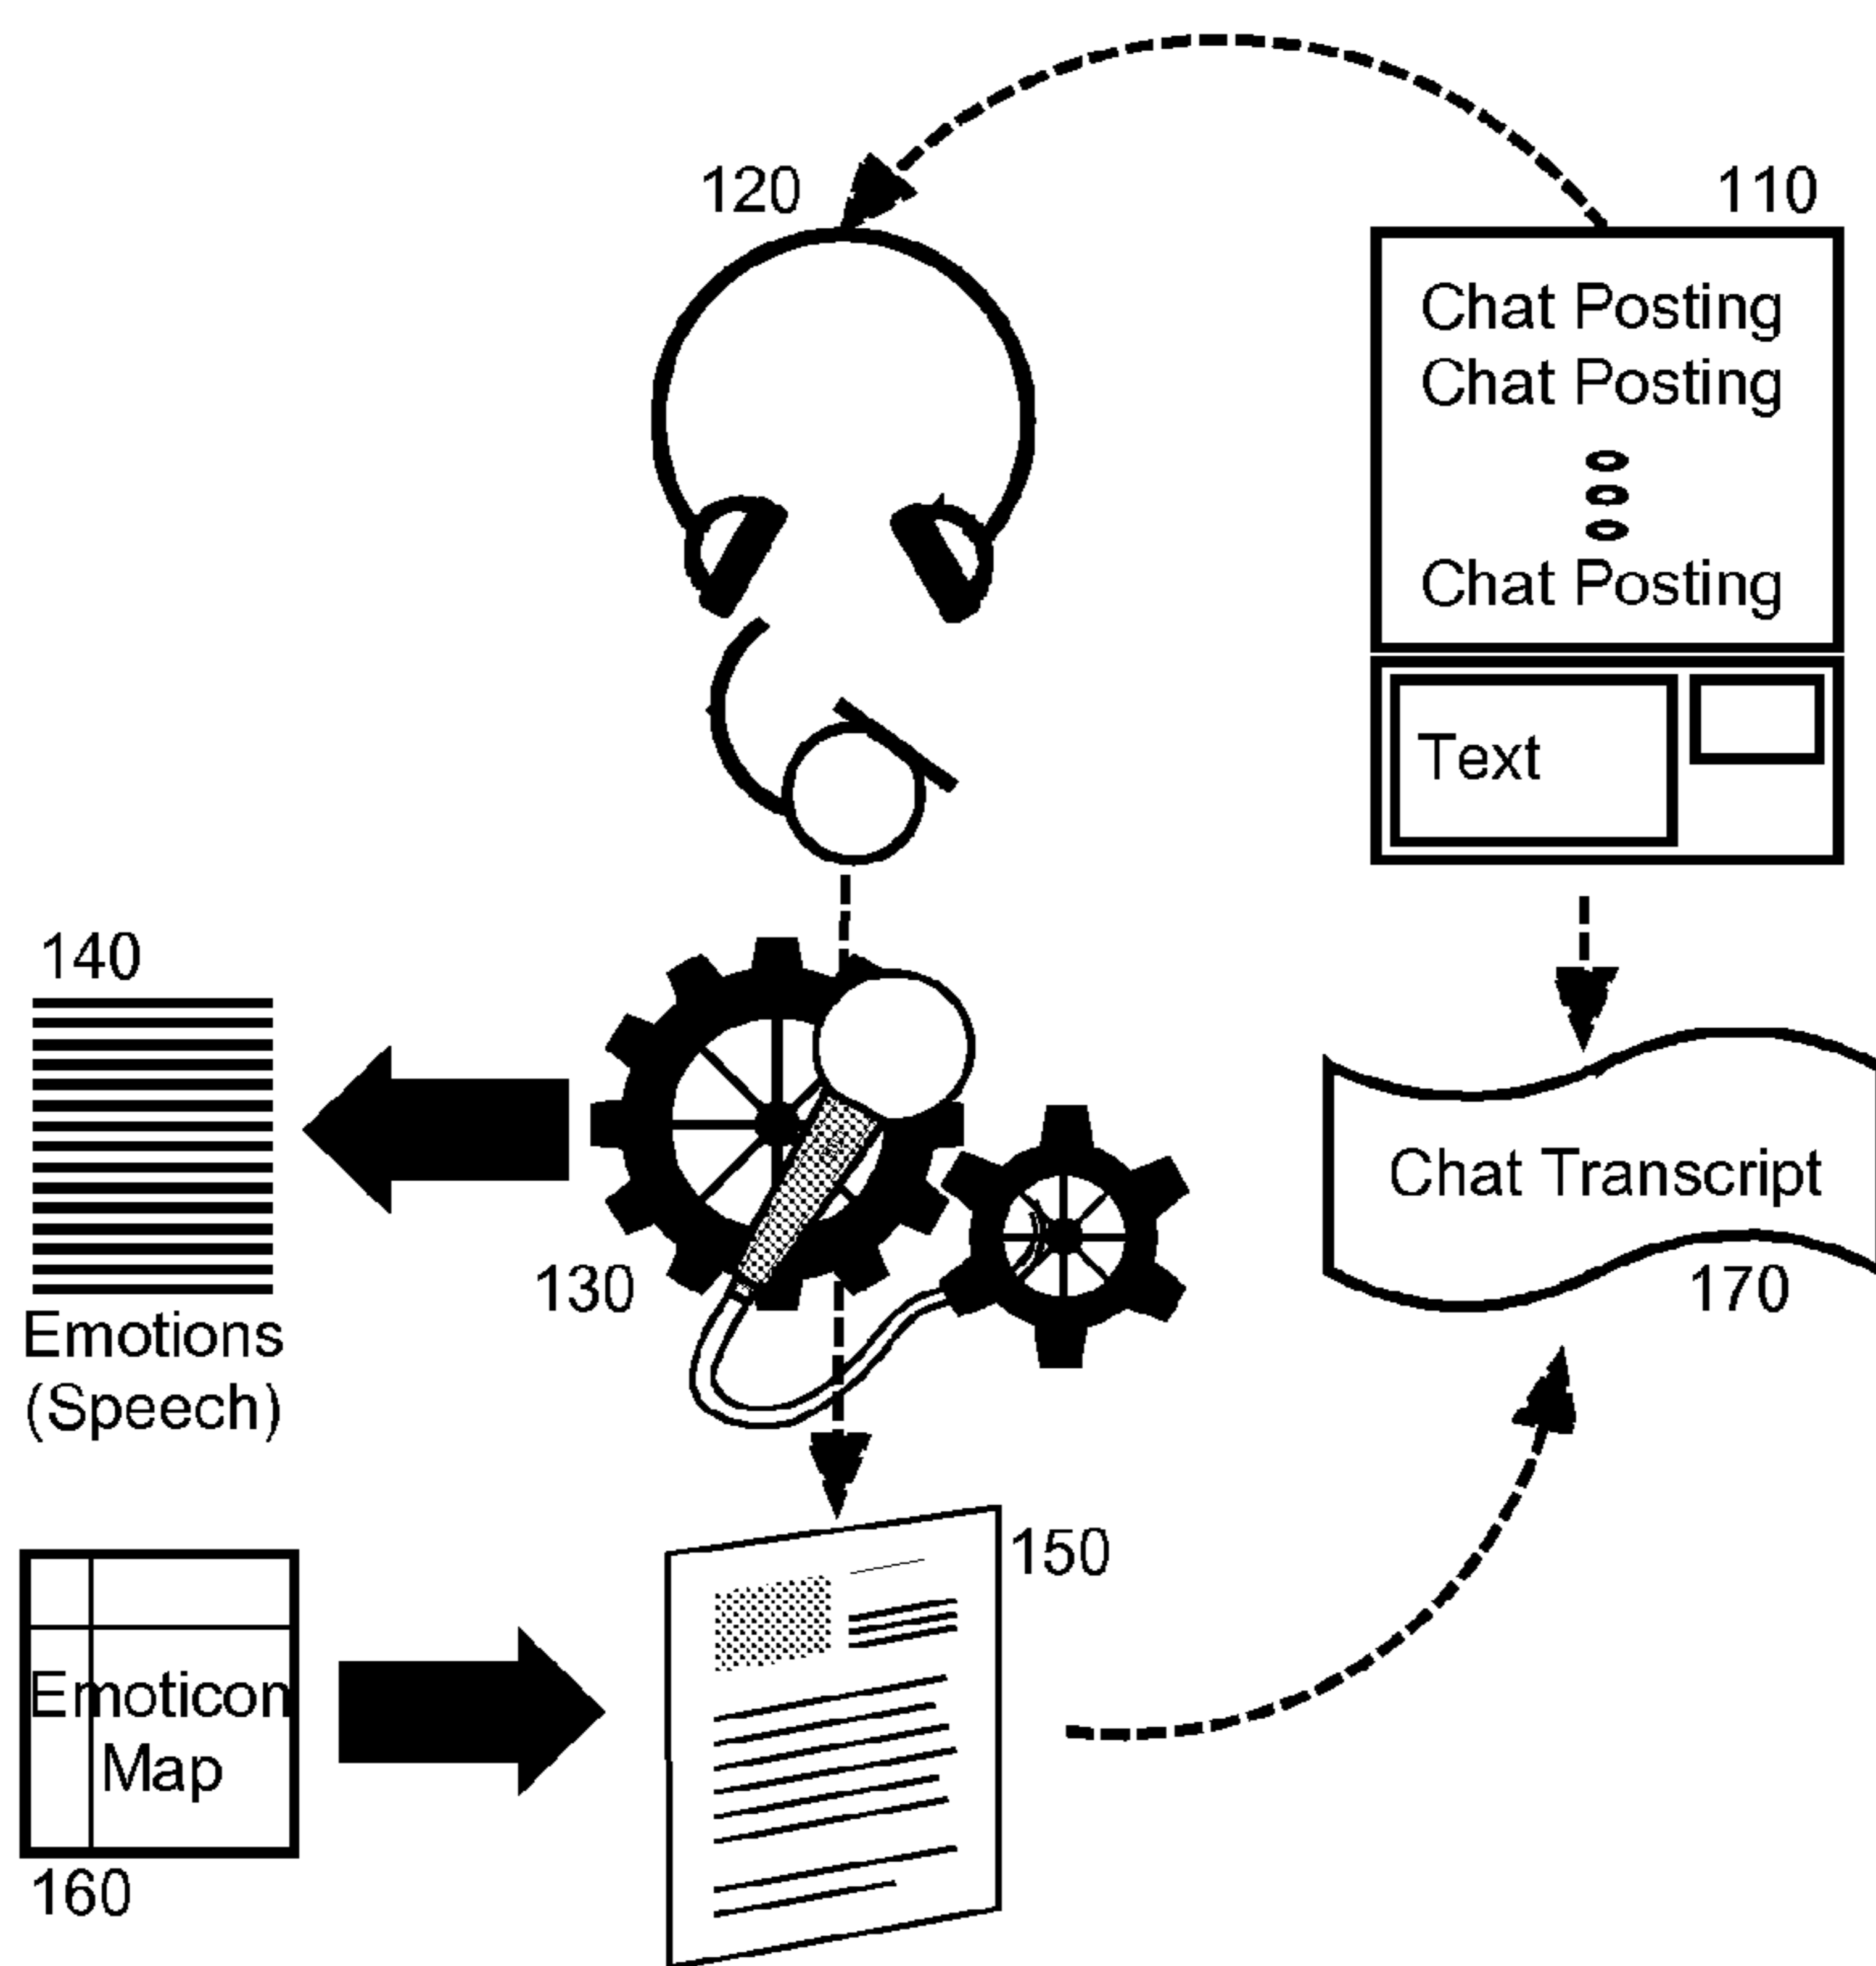 120
110
Chat Posting
Chat Posting
Chat Posting
Text
140
Emotions
(Speech)
130
Chat Transcript
170
150
Emoticon
Map
160